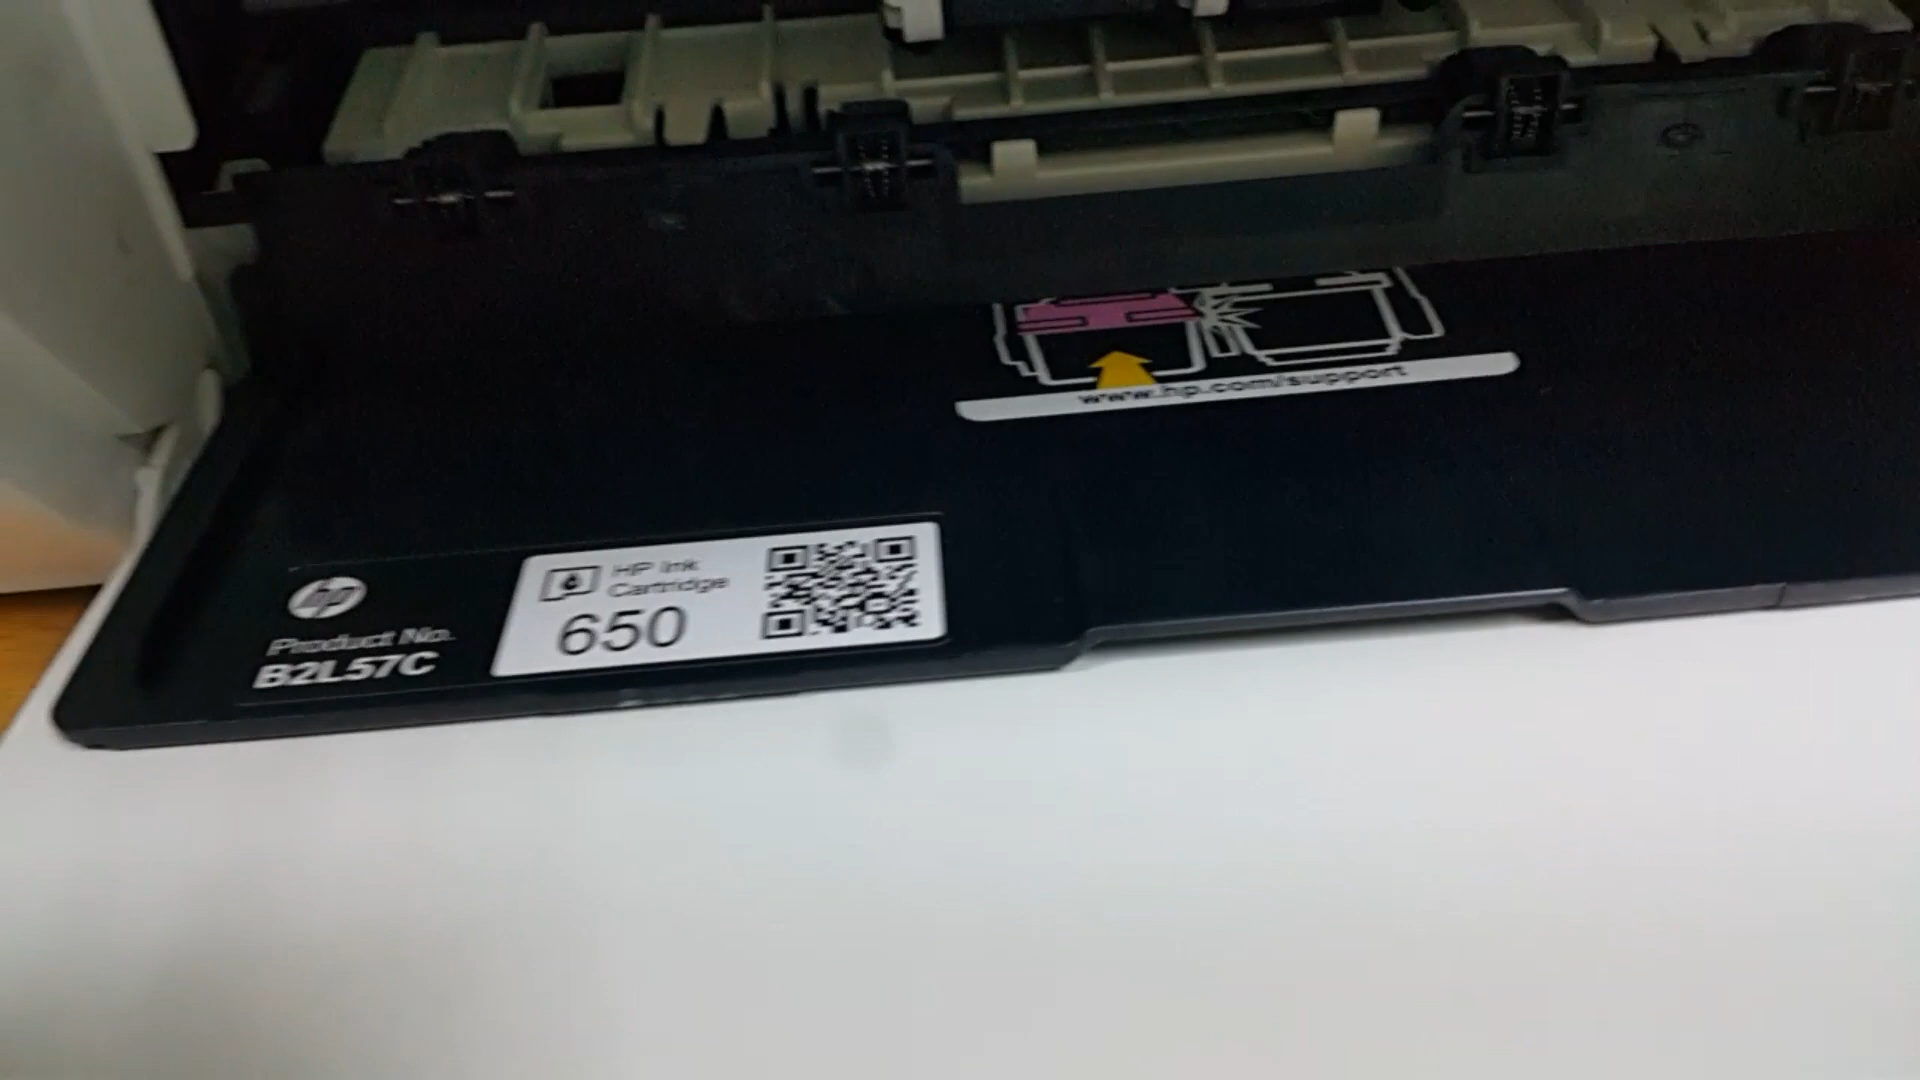 www.hp.com/support
hp
Product No.
B2L57C
HP Ink
Cartridge
650